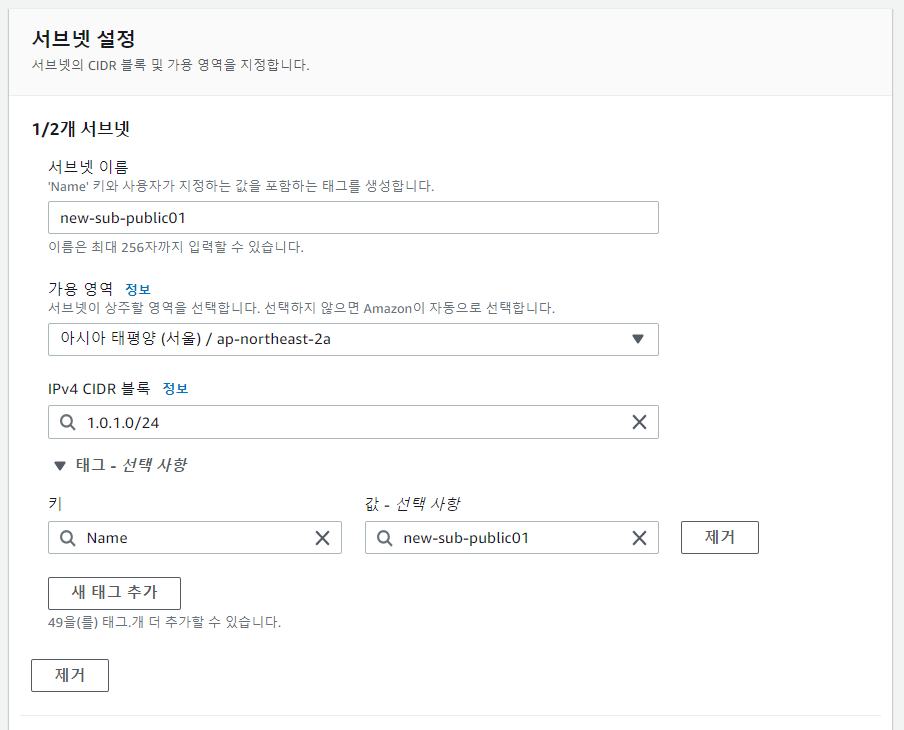 서브넷 설정
서브넷의 CIDR 블록 및 가용 영역을 지정합니다.
1/2개 서브넷
서브넷 이름
'Name' 키와 사용자가 지정하는 값을 포함하는 태그를 생성합니다.
new-sub-public01
이름은 최대 256자까지 입력할 수 있습니다.
가용 영역 정보
서브넷이 상주할 영역을 선택합니다. 선택하지 않으면 Amazon이 자동으로 선택합니다.
아시아 태평양 (서울) / ap-northeast-2a
IPv4 CIDR 블록 정보
1.0.1.0/24
태그 - 선택 사항
키 값 - 선택 사항
Name new-sub-public01 제거
새 태그 추가
49을(를) 태그.개 더 추가할 수 있습니다.
제거